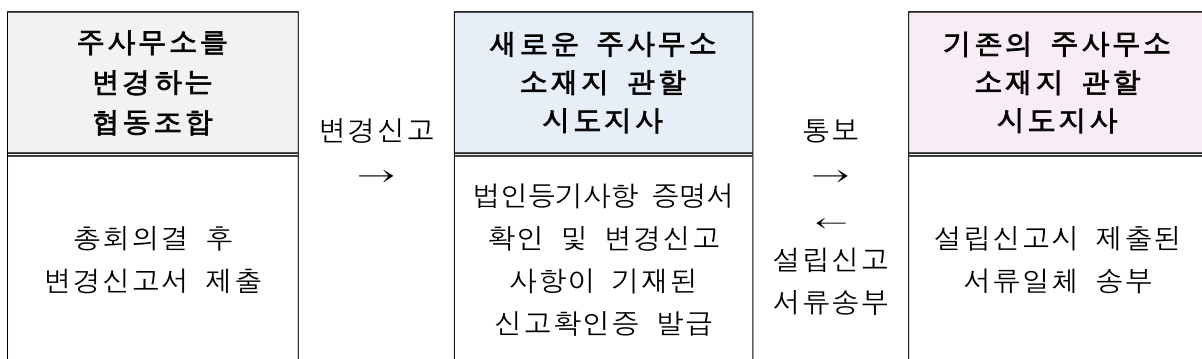 주사무소를
변경하는
협동조합
총회의결 후
변경신고서 제출
변경신고
→
새로운 주사무소
소재지 관할
시도지사
법인등기사항 증명서
확인 및 변경신고
사항이 기재된
신고확인증 발급
통보
→
←
설립신고
서류송부
기존의 주사무소
소재지 관할
시도지사
설립신고시 제출된
서류일체 송부